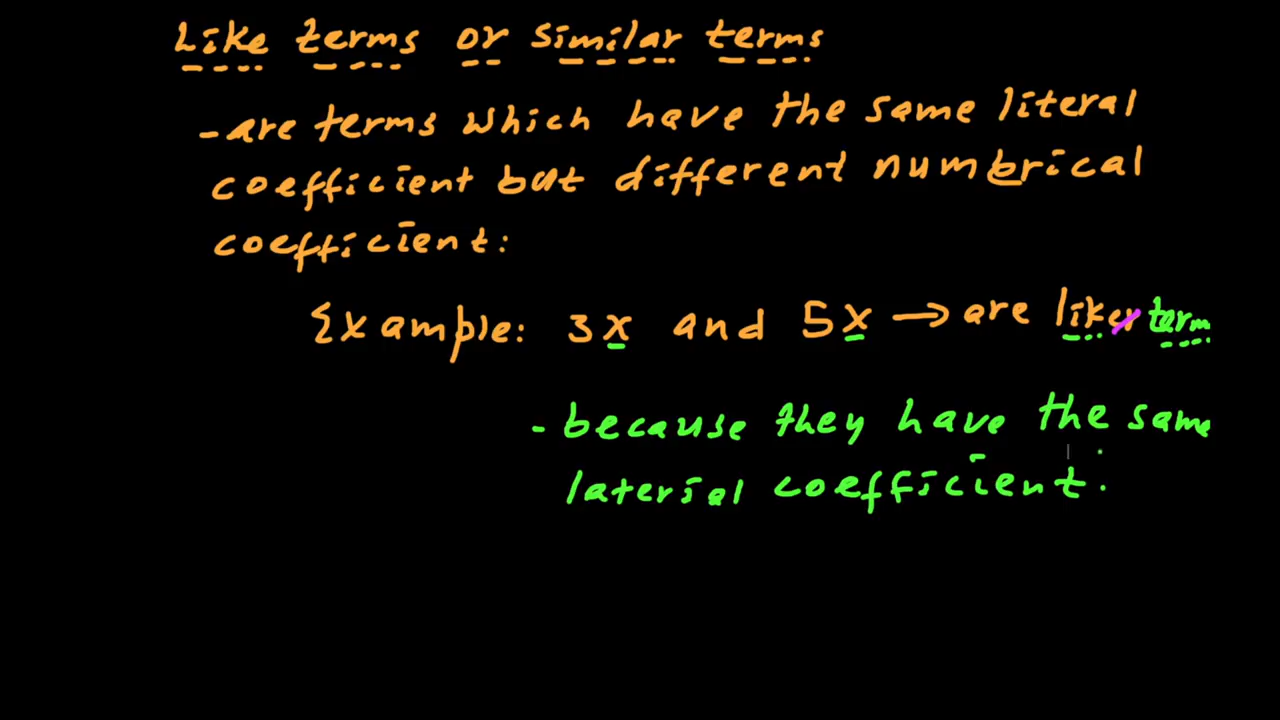 Like terms or similar terms
- are terms which have the same literal
coefficient but different numbrical
coefficient:
Example: 3x and 5x → are like term
- because they have the same
laterial coefficient: